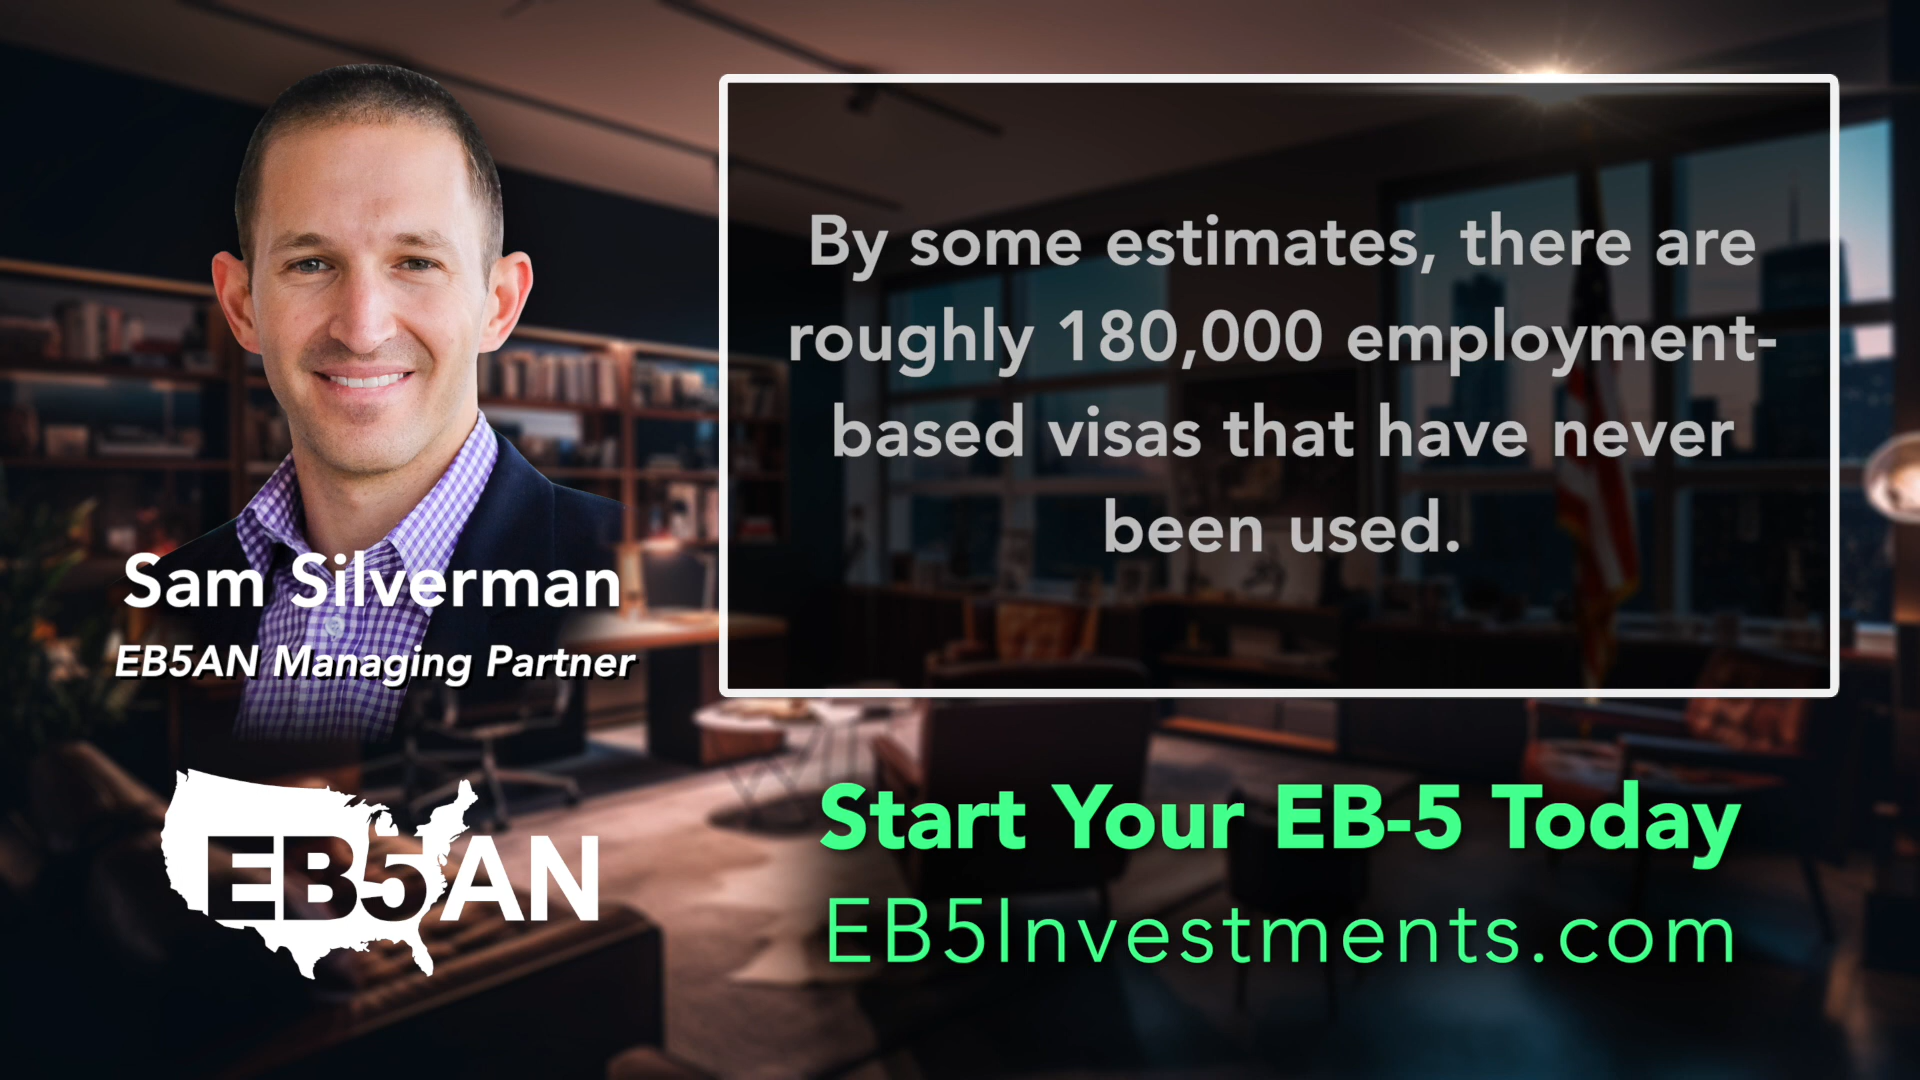 By some estimates, there are
roughly 180,000 employment-
based visas that have never
been used.
Sam Silverman
EB5AN Managing Partner
EB5AN
Start Your EB-5 Today
EB5Investments.com